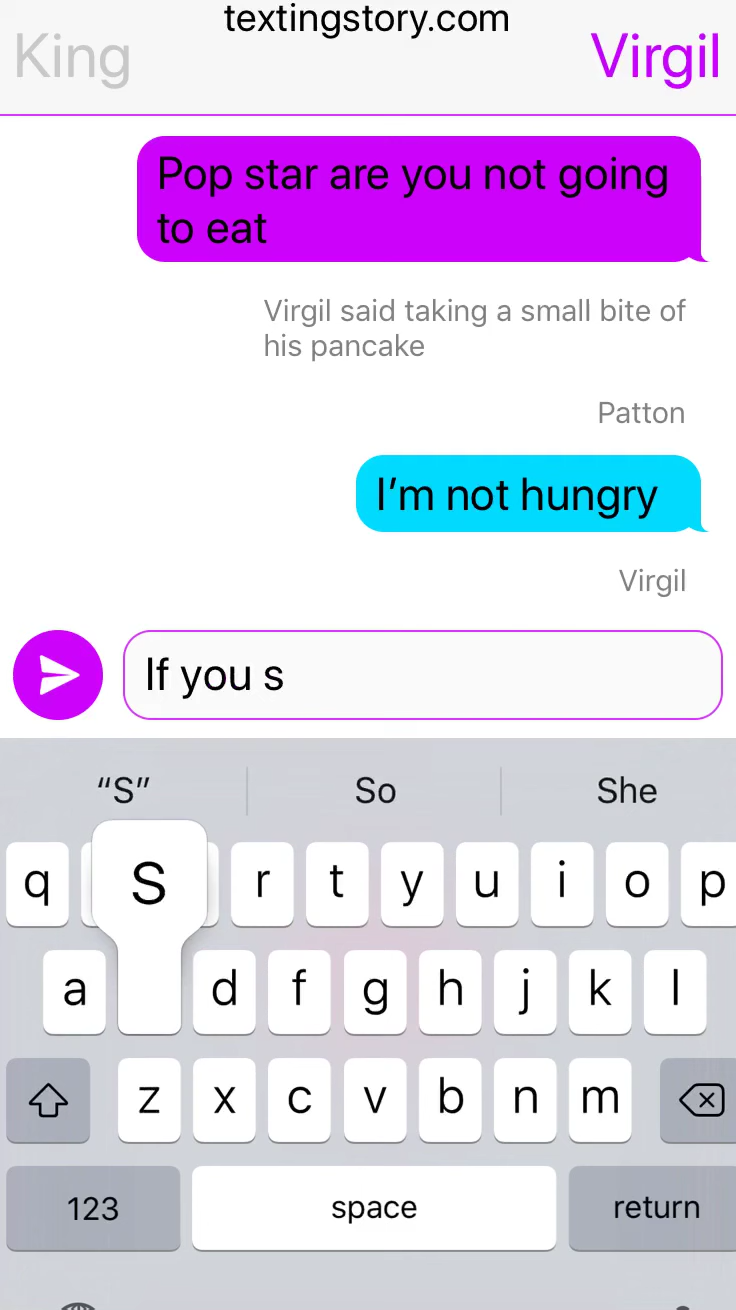 textingstory.com
King
Virgil
Pop star are you not going
to eat
Virgil said taking a small bite of
his pancake
Patton
I’m not hungry
Virgil
If you s
“S”
So
She
q
S
r
t
y
u
i
o
p
a
d
f
g
h
j
k
l
z
x
c
v
b
n
m
123
space
return